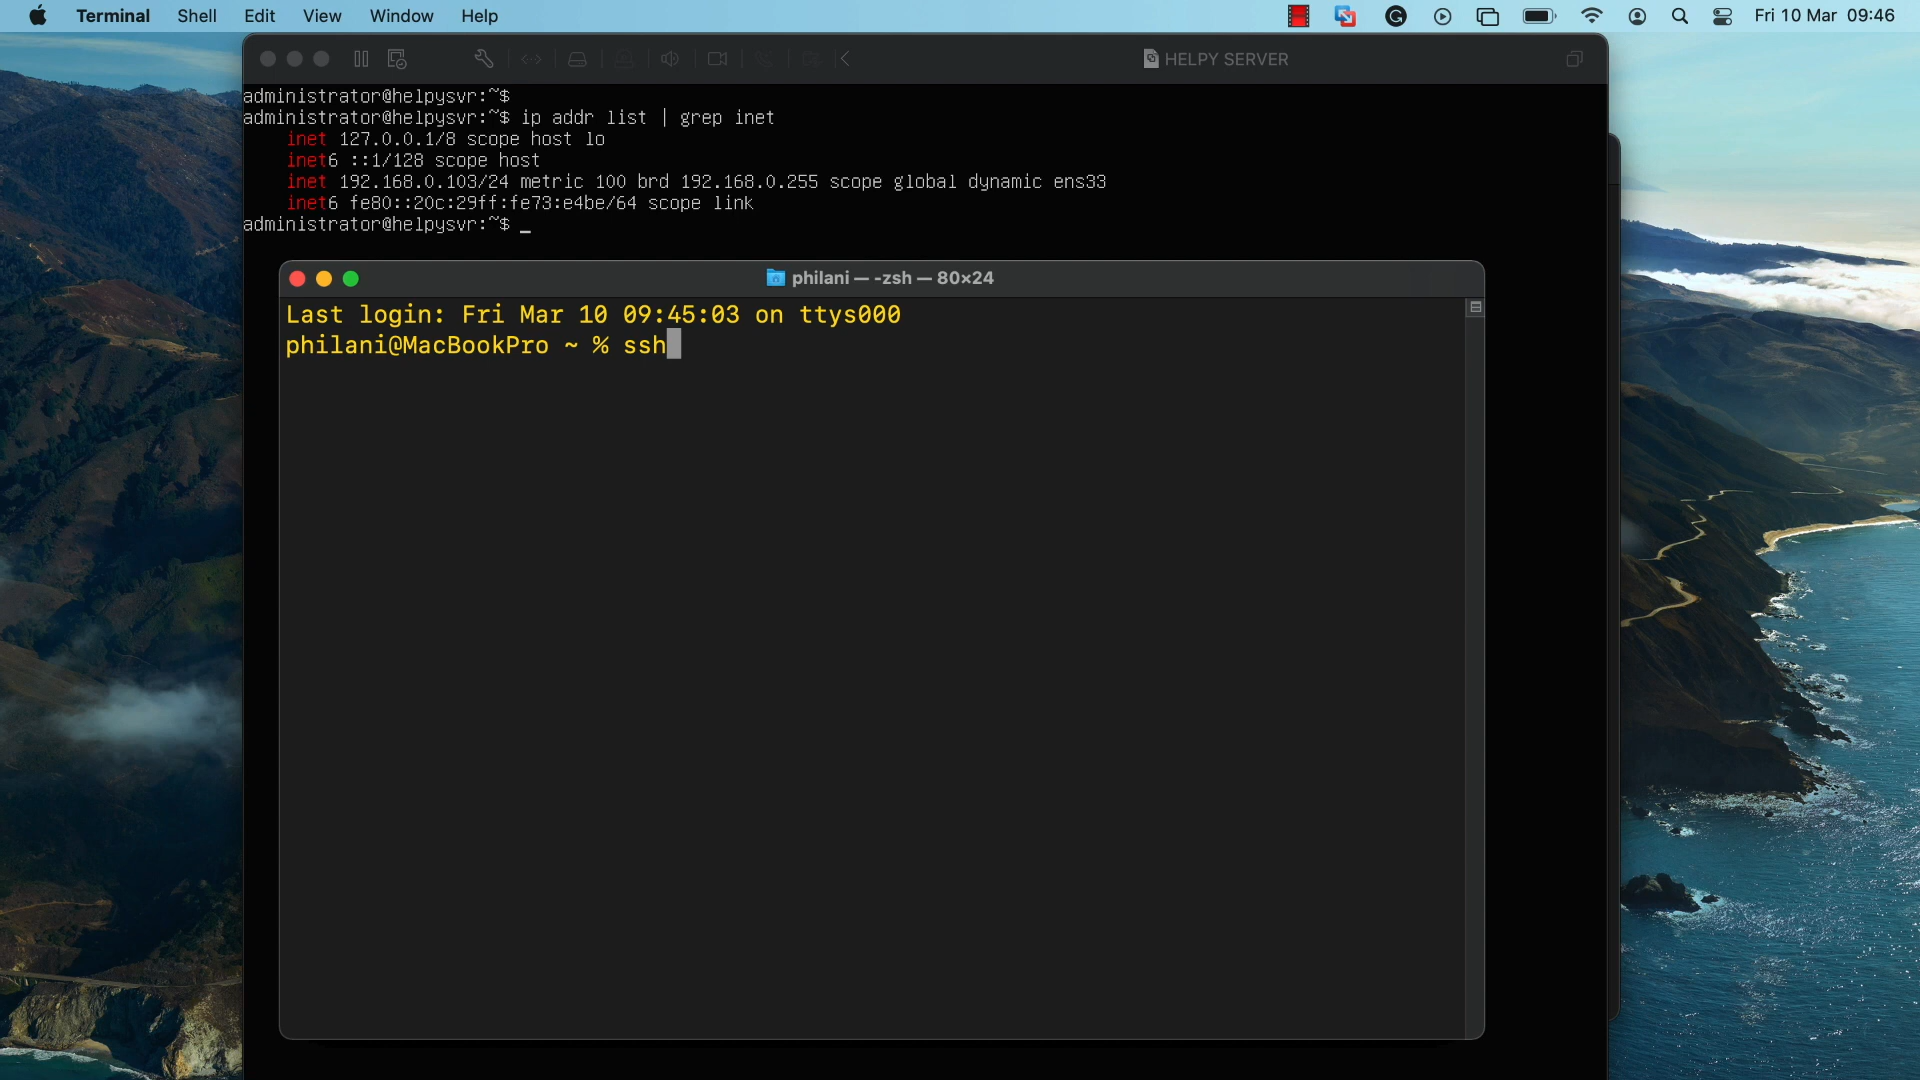 Terminal Shell Edit View Window Help Fri 10 Mar 09:46
HELPY SERVER
administrator@helpysvr:~$
administrator@helpysvr:~$ ip addr list | grep inet
inet 127.0.0.1/8 scope host lo
inet6 ::1/128 scope host
inet 192.168.0.103/24 metric 100 brd 192.168.0.255 scope global dynamic ens33
inet6 fe80::20c:29ff:fe73:e4be/64 scope link
administrator@helpysvr:~$ _
philani — -zsh — 80×24
Last login: Fri Mar 10 09:45:03 on ttys000
philani@MacBookPro ~ % ssh